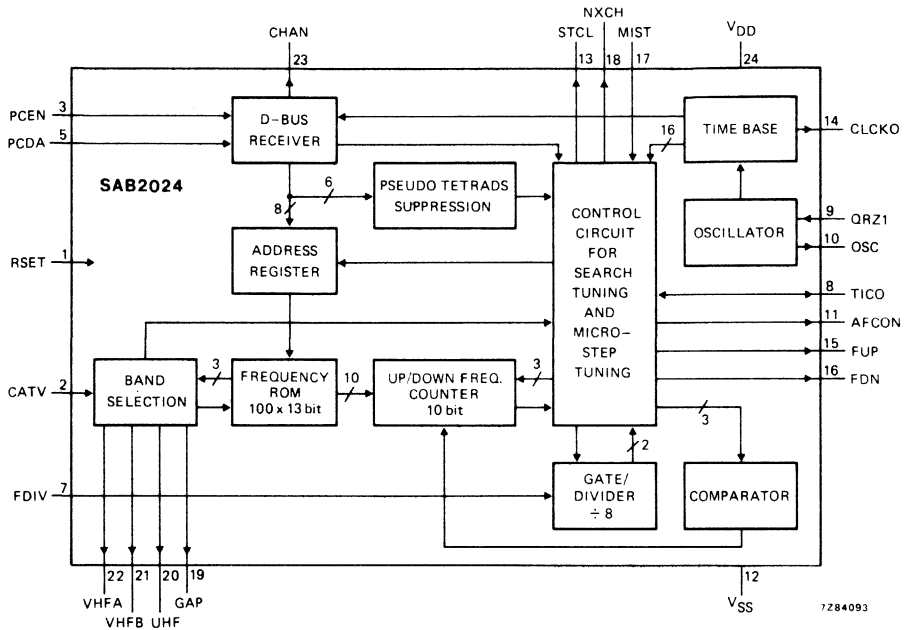 NXCH
CHAN STCL MIST VDD
23 13 18 17 24
PCEN 3
PCDA 5
D-BUS
RECEIVER
16
TIME BASE
14 CLCKO
SAB2024
8
6
PSEUDO TETRADS
SUPPRESSION
CONTROL
CIRCUIT
FOR
SEARCH
TUNING
AND
MICRO-
STEP
TUNING
OSCILLATOR
9 QRZ1
10 OSC
RSET 1
ADDRESS
REGISTER
8 TICO
11 AFCON
15 FUP
16 FDN
CATV 2
BAND
SELECTION
3
FREQUENCY
ROM
100 x 13 bit
10
UP/DOWN FREQ.
COUNTER
10 bit
3
3
2
FDIV 7
GATE/
DIVIDER
÷ 8
COMPARATOR
22 21 20 19 12
VHFA GAP VSS
VHFB UHF
7Z84093